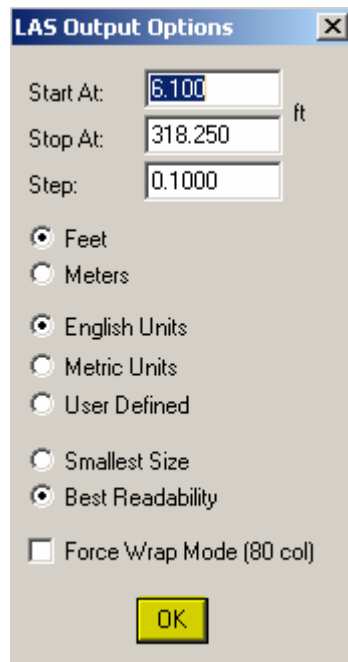 LAS Output Options
Start At: 6.100
ft
Stop At: 318.250
Step: 0.1000
Feet
Meters
English Units
Metric Units
User Defined
Smallest Size
Best Readability
Force Wrap Mode (80 col)
OK